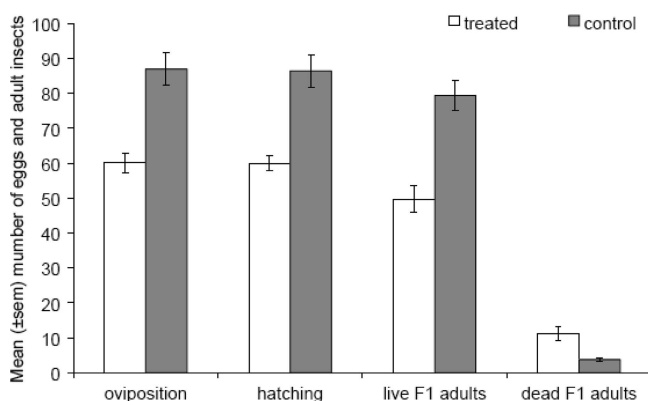 Mean (±sem) mumber of eggs and adult insects
100
90
80
70
60
50
40
30
20
10
0
treated
control
oviposition
hatching
live F1 adults
dead F1 adults